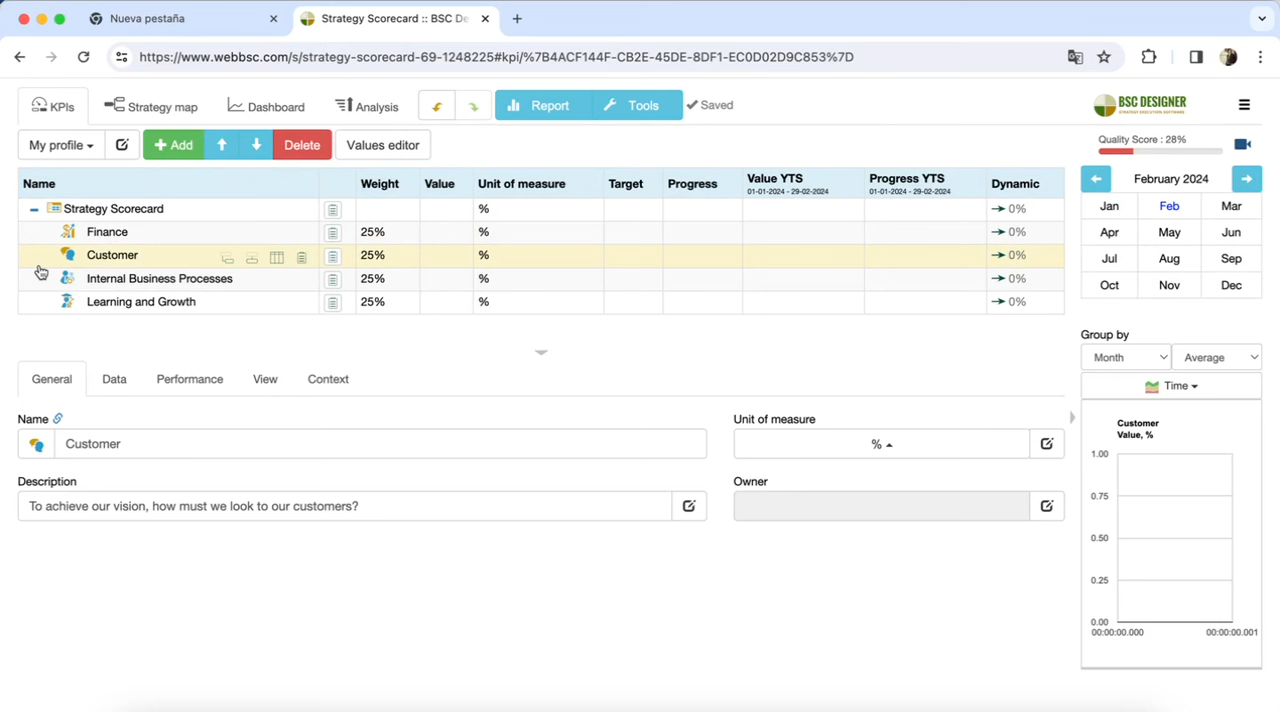 Nueva pestaña
Strategy Scorecard :: BSC De
https://www.webbsc.com/s/strategy-scorecard-69-1248225#kpi/%7B4ACF144F-CB2E-45DE-8DF1-EC0D02D9C853%7D
KPIs Strategy map Dashboard Analysis Report Tools Saved
BSC DESIGNER
STRATEGY EXECUTION SOFTWARE
My profile Add Delete Values editor
Quality Score : 28%
Name Weight Value Unit of measure Target Progress Value YTS Progress YTS Dynamic
01-01-2024 - 29-02-2024 01-01-2024 - 29-02-2024
Strategy Scorecard % 0%
Finance 25% % 0%
Customer 25% % 0%
Internal Business Processes 25% % 0%
Learning and Growth 25% % 0%
February 2024
Jan Feb Mar
Apr May Jun
Jul Aug Sep
Oct Nov Dec
General Data Performance View Context
Name Unit of measure
Customer %
Description Owner
To achieve our vision, how must we look to our customers?
Group by
Month Average
Time
Customer
Value, %
1.00
0.75
0.50
0.25
0.00
00:00:00.000 00:00:00.001